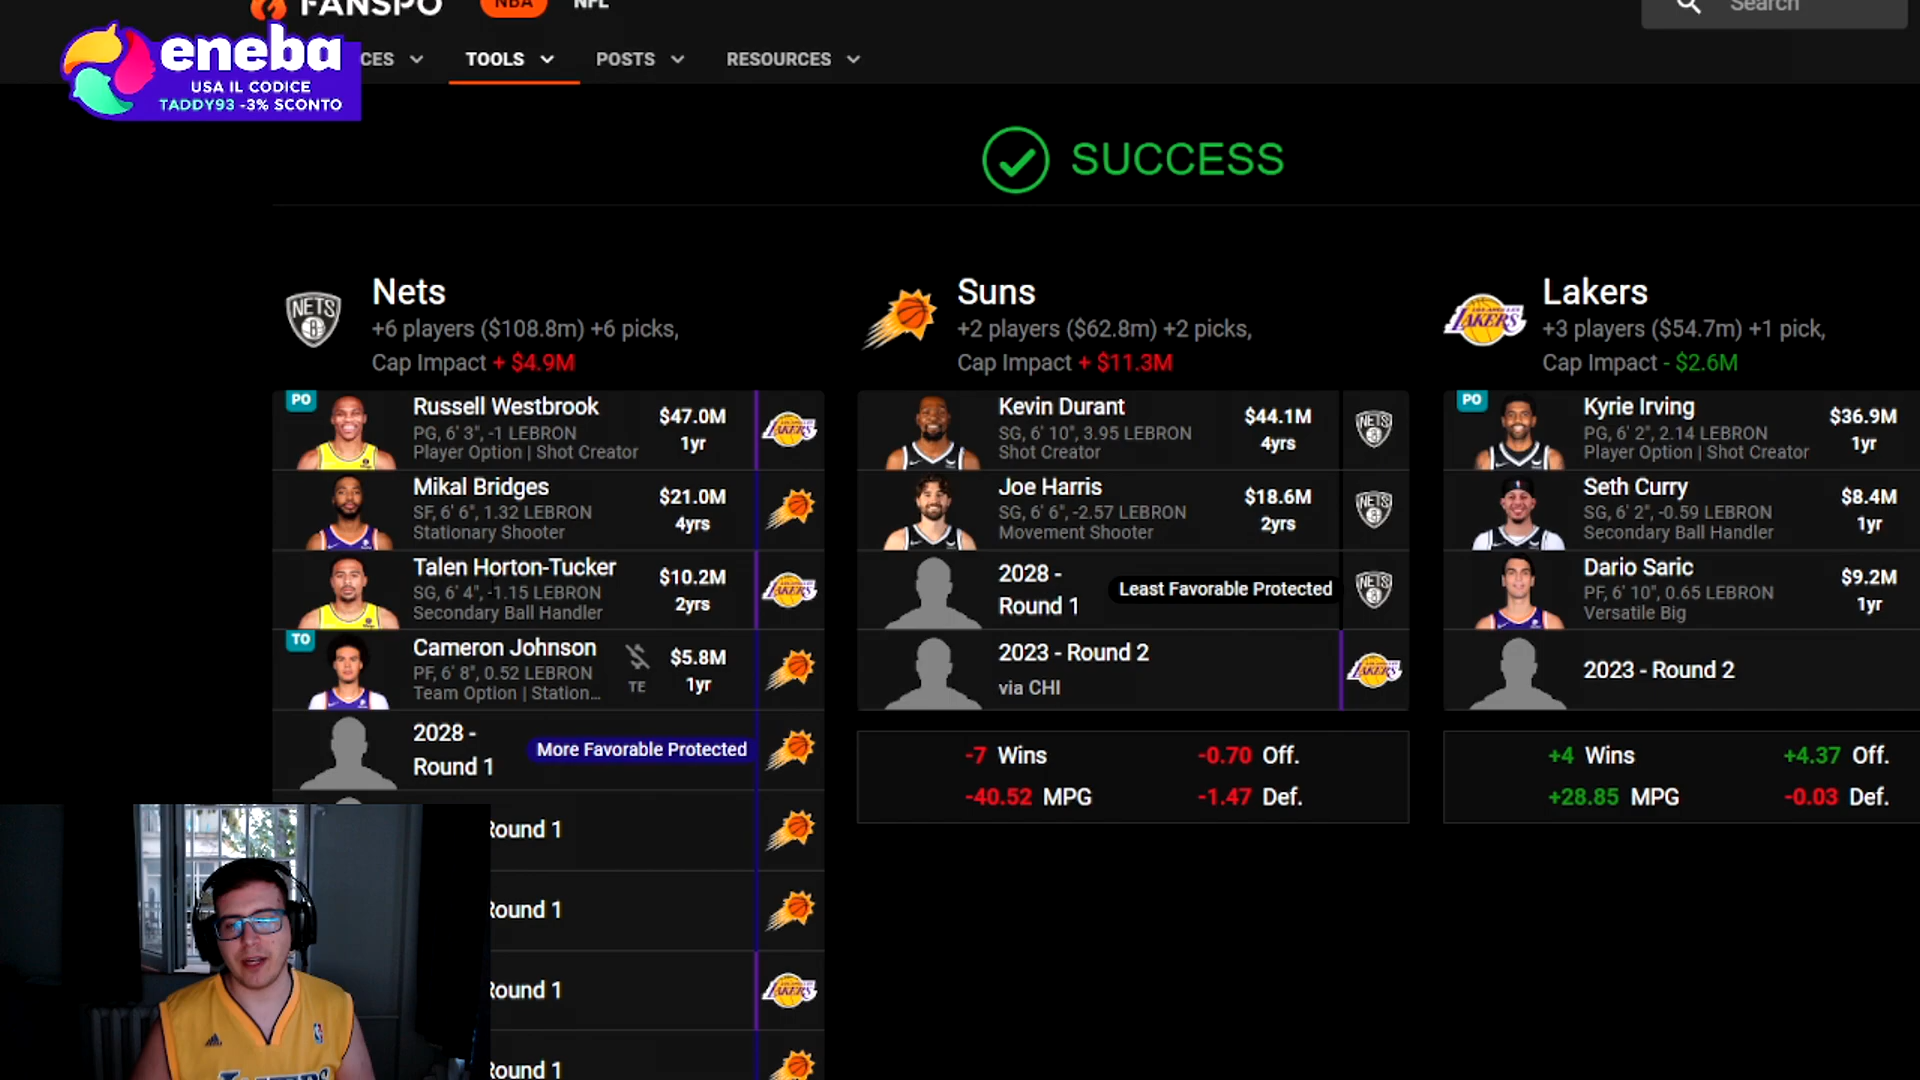 FANSPO
NBA
NFL
Search
eneba
USA IL CODICE
TADDY93 -3% SCONTO
CES
TOOLS
POSTS
RESOURCES
SUCCESS
Nets
+6 players ($108.8m) +6 picks,
Cap Impact + $4.9M
PO
Russell Westbrook
PG, 6' 3", -1 LEBRON
Player Option | Shot Creator
$47.0M
1yr
LAKERS
Mikal Bridges
SF, 6' 6", 1.32 LEBRON
Stationary Shooter
$21.0M
4yrs
Talen Horton-Tucker
SG, 6' 4", -1.15 LEBRON
Secondary Ball Handler
$10.2M
2yrs
LAKERS
TO
Cameron Johnson
PF, 6' 8", 0.52 LEBRON
Team Option | Station...
TE
$5.8M
1yr
2028 -
Round 1
More Favorable Protected
Round 1
Round 1
Round 1
LAKERS
Round 1
Suns
+2 players ($62.8m) +2 picks,
Cap Impact + $11.3M
Kevin Durant
SG, 6' 10", 3.95 LEBRON
Shot Creator
$44.1M
4yrs
NETS
Joe Harris
SG, 6' 6", -2.57 LEBRON
Movement Shooter
$18.6M
2yrs
NETS
2028 -
Round 1
Least Favorable Protected
NETS
2023 - Round 2
via CHI
LAKERS
-7 Wins
-0.70 Off.
-40.52 MPG
-1.47 Def.
Lakers
+3 players ($54.7m) +1 pick,
Cap Impact - $2.6M
PO
Kyrie Irving
PG, 6' 2", 2.14 LEBRON
Player Option | Shot Creator
$36.9M
1yr
Seth Curry
SG, 6' 2", -0.59 LEBRON
Secondary Ball Handler
$8.4M
1yr
Dario Saric
PF, 6' 10", 0.65 LEBRON
Versatile Big
$9.2M
1yr
2023 - Round 2
+4 Wins
+4.37 Off.
+28.85 MPG
-0.03 Def.